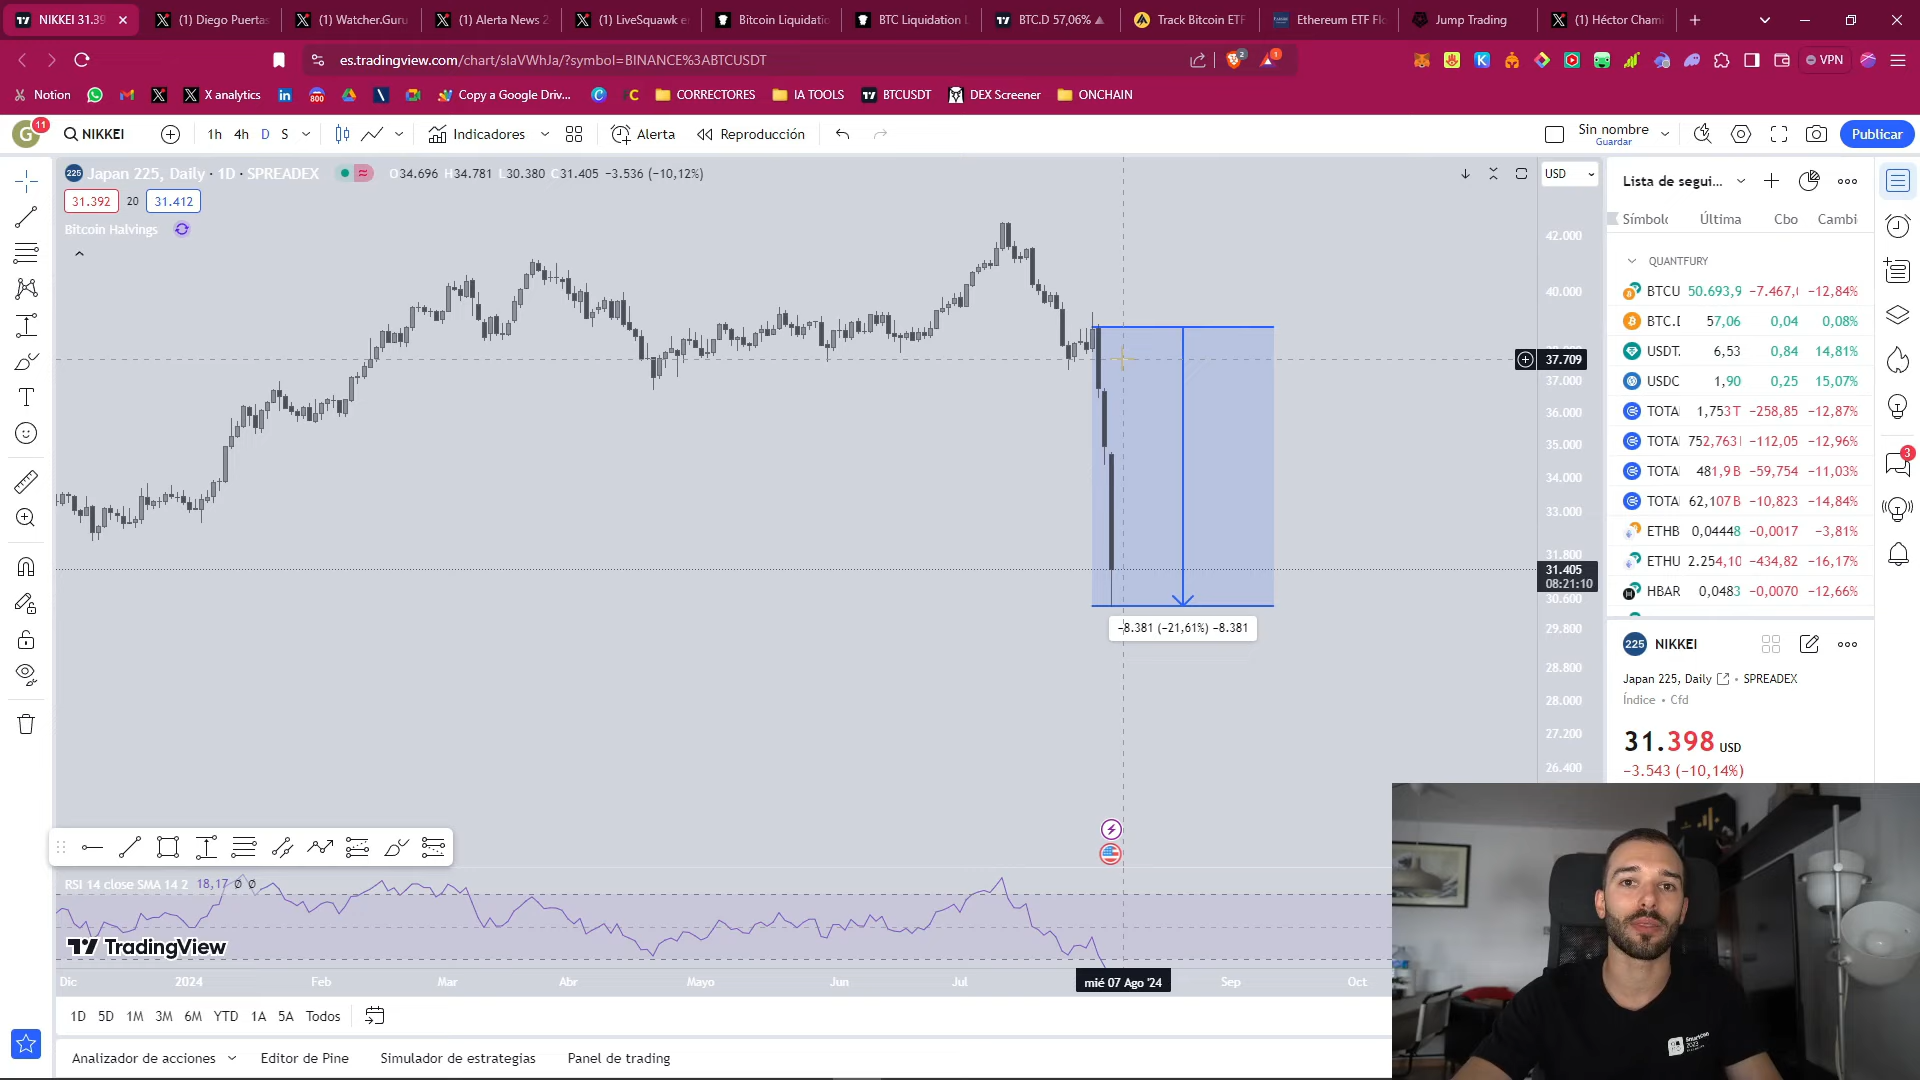 NIKKEI 31.39
(1) Diego Puertas
(1) Watcher.Guru
(1) Alerta News 2
(1) LiveSquawk en
Bitcoin Liquidatio
BTC Liquidation L
BTC.D 57,06%
Track Bitcoin ETF
Ethereum ETF Flo
Jump Trading
(1) Héctor Cham
es.tradingview.com/chart/slaVWhJa/?symbol=BINANCE%3ABTCUSDT
2
1
VPN
Notion
X analytics
800
Copy a Google Driv...
CORRECTORES
IA TOOLS
BTCUSDT
DEX Screener
ONCHAIN
G
11
NIKKEI
1h
4h
D
S
Indicadores
Alerta
Reproducción
Sin nombre
Guardar
Publicar
225
Japan 225, Daily · 1D · SPREADEX
O34.696 H34.781 L30.380 C31.405 −3.536 (−10,12%)
31.392
20
31.412
Bitcoin Halvings
USD
42.000
40.000
37.709
37.000
36.000
35.000
34.000
33.000
31.800
31.405
08:21:10
30.600
29.800
28.800
28.000
27.200
26.400
−8.381 (−21,61%) −8.381
RSI 14 close SMA 14 2 18,17 ∅ ∅
TradingView
Dic
2024
Feb
Mar
Abr
Mayo
Jun
Jul
mié 07 Ago '24
Sep
Oct
1D
5D
1M
3M
6M
YTD
1A
5A
Todos
Analizador de acciones
Editor de Pine
Simulador de estrategias
Panel de trading
Lista de segui...
Símbolo
Última
Cbo
Cambi
QUANTFURY
BTCU 50.693,9 −7.467,( −12,84%
BTC.D 57,06 0,04 0,08%
USDT. 6,53 0,84 14,81%
USDC 1,90 0,25 15,07%
TOTA 1,753T −258,85 −12,87%
TOTA 752,763 −112,05 −12,96%
TOTA 481,9B −59,754 −11,03%
TOTA 62,107B −10,823 −14,84%
ETHB 0,04448 −0,0017 −3,81%
ETHU 2.254,10 −434,82 −16,17%
HBAR 0,0483 −0,0070 −12,66%
3
225
NIKKEI
Japan 225, Daily • SPREADEX
Índice • Cfd
31.398 USD
−3.543 (−10,14%)